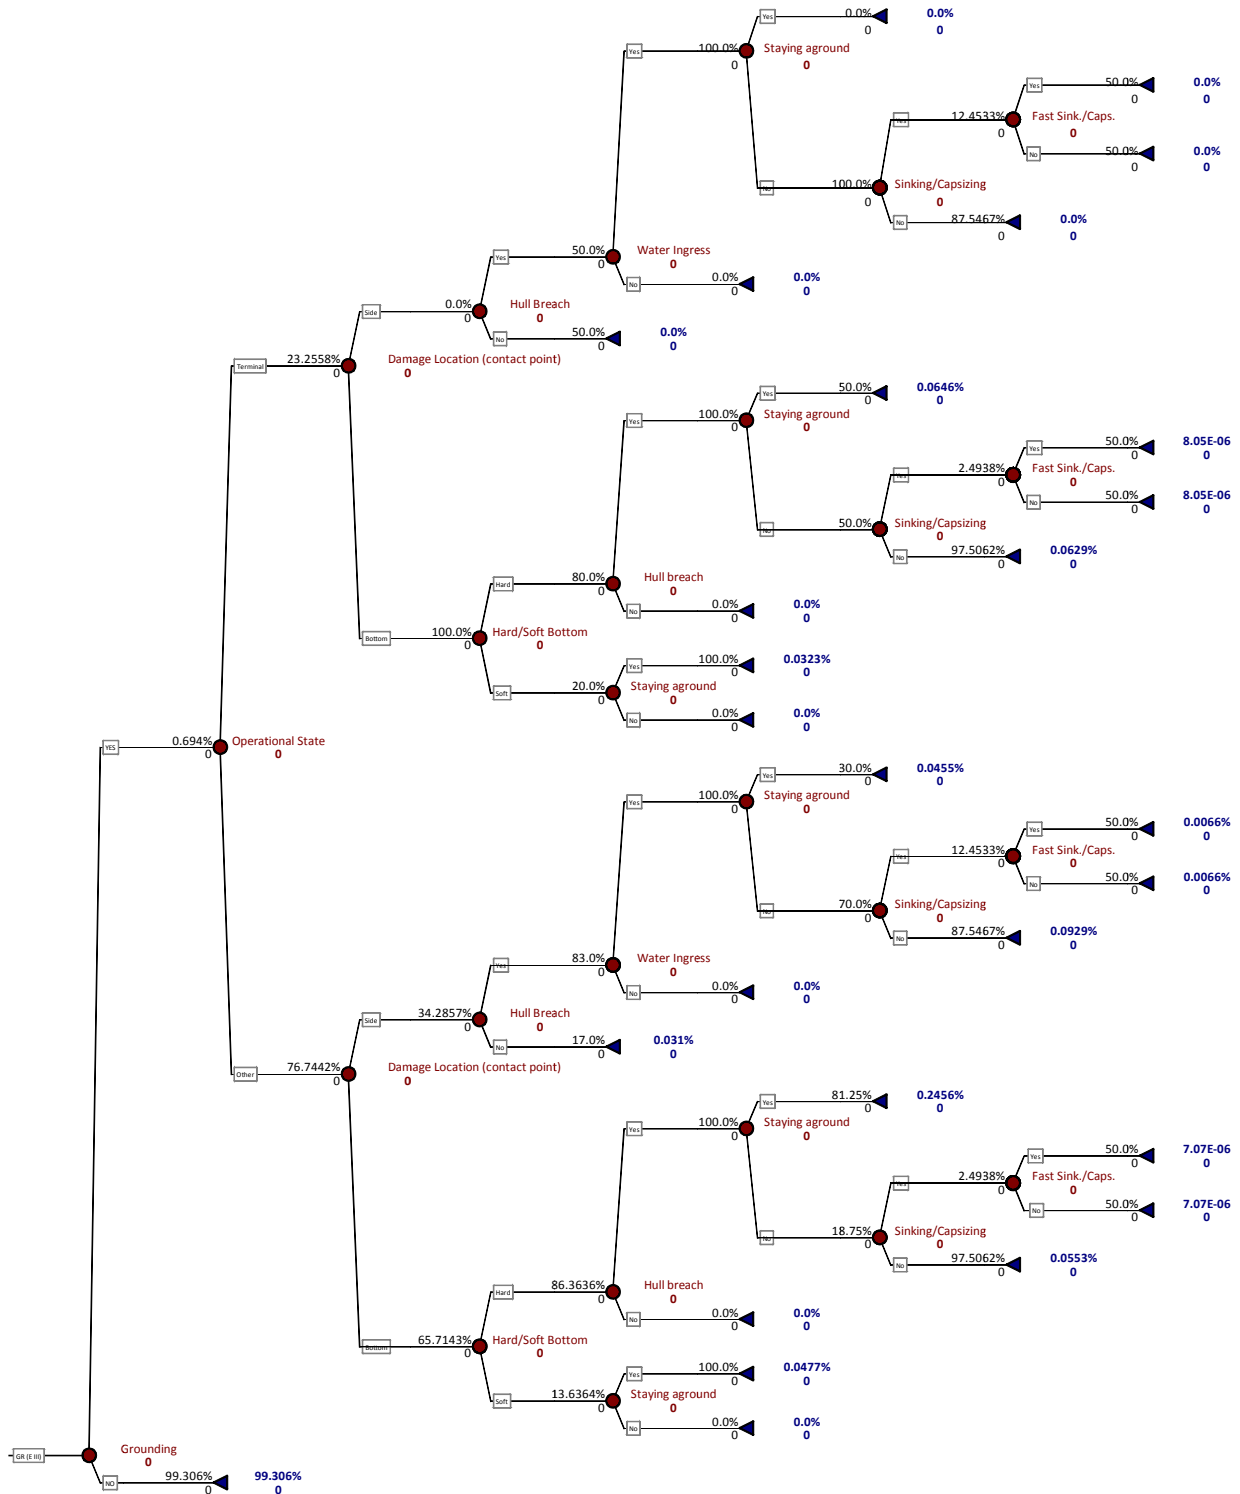 Yes 0.0% 0.0%
0 0
Yes 100.0% Staying aground
0 0
Yes 50.0% 0.0%
0 0
Yes 12.4533% Fast Sink./Caps.
0 0
No 50.0% 0.0%
0 0
No 100.0% Sinking/Capsizing
0 0
No 87.5467% 0.0%
0 0
Yes 50.0% Water Ingress
0 0
No 0.0% 0.0%
0 0
Side 0.0% Hull Breach
0 0
No 50.0% 0.0%
0 0
Terminal 23.2558% Damage Location (contact point)
0 0
Yes 50.0% 0.0646%
0 0
Yes 100.0% Staying aground
0 0
Yes 50.0% 8.05E-06
0 0
Yes 2.4938% Fast Sink./Caps.
0 0
No 50.0% 8.05E-06
0 0
No 50.0% Sinking/Capsizing
0 0
No 97.5062% 0.0629%
0 0
Hard 80.0% Hull breach
0 0
No 0.0% 0.0%
0 0
Bottom 100.0% Hard/Soft Bottom
0 0
Yes 100.0% 0.0323%
0 0
Soft 20.0% Staying aground
0 0
No 0.0% 0.0%
0 0
YES 0.694% Operational State
0 0
Yes 30.0% 0.0455%
0 0
Yes 100.0% Staying aground
0 0
Yes 50.0% 0.0066%
0 0
Yes 12.4533% Fast Sink./Caps.
0 0
No 50.0% 0.0066%
0 0
No 70.0% Sinking/Capsizing
0 0
No 87.5467% 0.0929%
0 0
Yes 83.0% Water Ingress
0 0
No 0.0% 0.0%
0 0
Side 34.2857% Hull Breach
0 0
No 17.0% 0.031%
0 0
Other 76.7442% Damage Location (contact point)
0 0
Yes 81.25% 0.2456%
0 0
Yes 100.0% Staying aground
0 0
Yes 50.0% 7.07E-06
0 0
Yes 2.4938% Fast Sink./Caps.
0 0
No 50.0% 7.07E-06
0 0
No 18.75% Sinking/Capsizing
0 0
No 97.5062% 0.0553%
0 0
Hard 86.3636% Hull breach
0 0
No 0.0% 0.0%
0 0
Bottom 65.7143% Hard/Soft Bottom
0 0
Yes 100.0% 0.0477%
0 0
Soft 13.6364% Staying aground
0 0
No 0.0% 0.0%
0 0
GR (E III) Grounding
0
NO 99.306% 99.306%
0 0